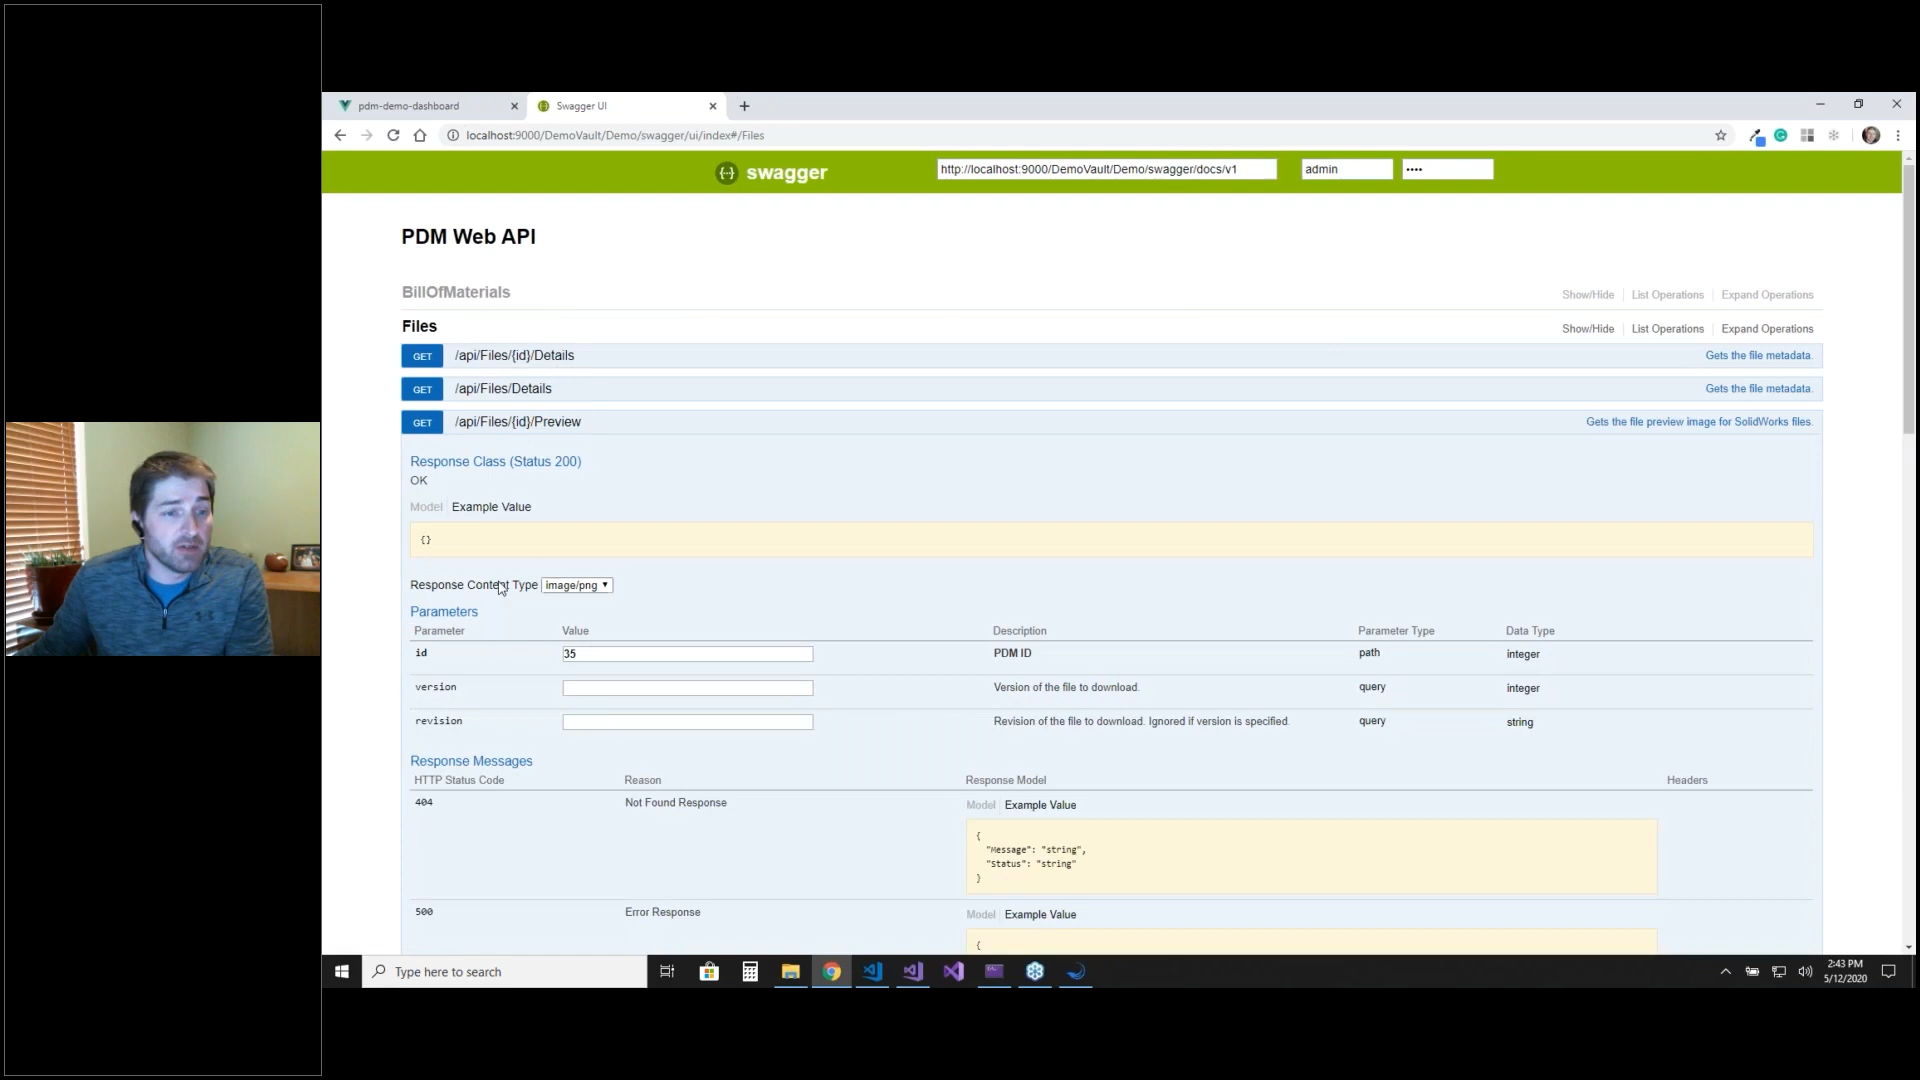 pdm-demo-dashboard
Swagger UI
localhost:9000/DemoVault/Demo/swagger/ui/index#/Files
{··} swagger
http://localhost:9000/DemoVault/Demo/swagger/docs/v1
admin
••••
PDM Web API
BillOfMaterials
Show/Hide List Operations Expand Operations
Files
Show/Hide List Operations Expand Operations
GET /api/Files/{id}/Details Gets the file metadata.
GET /api/Files/Details Gets the file metadata.
GET /api/Files/{id}/Preview Gets the file preview image for SolidWorks files.
Response Class (Status 200)
OK
Model Example Value
{}
Response Content Type image/png
Parameters
Parameter Value Description Parameter Type Data Type
id 35 PDM ID path integer
version Version of the file to download. query integer
revision Revision of the file to download. Ignored if version is specified. query string
Response Messages
HTTP Status Code Reason Response Model Headers
404 Not Found Response Model Example Value
{
"Message": "string",
"Status": "string"
}
500 Error Response Model Example Value
{
Type here to search
2:43 PM
5/12/2020